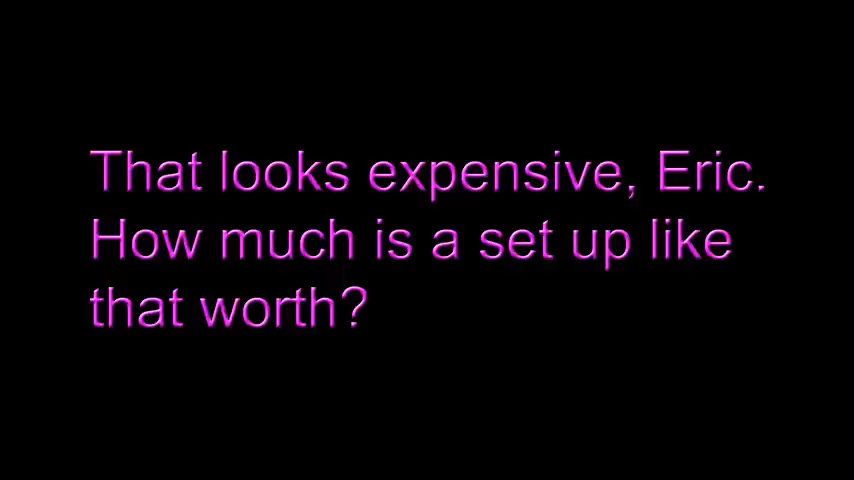 That looks expensive, Eric.
How much is a set up like
that worth?